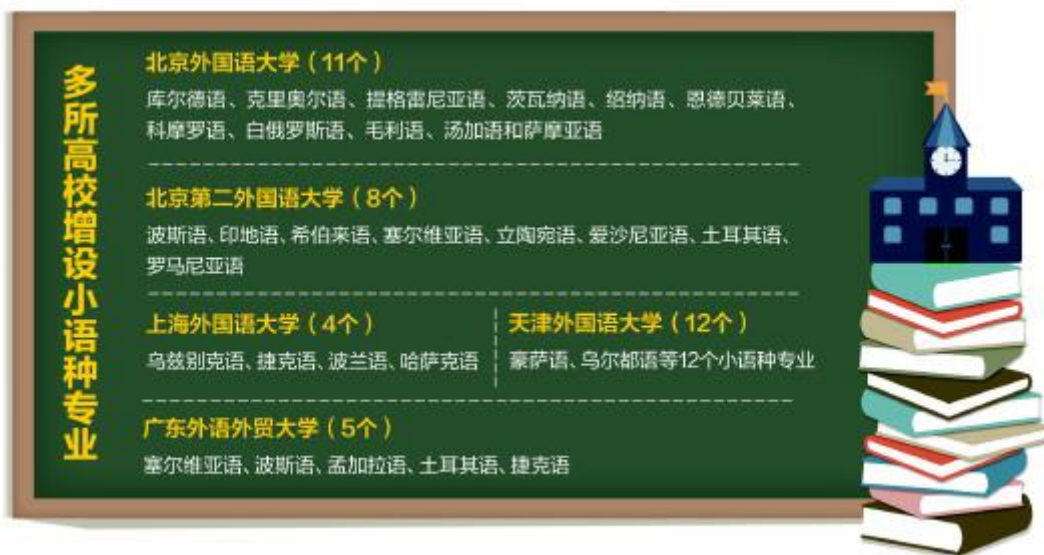 多所高校增设小语种专业
北京外国语大学（11个）
库尔德语、克里奥尔语、提格雷尼亚语、茨瓦纳语、绍纳语、恩德贝莱语、
科摩罗语、白俄罗斯语、毛利语、汤加语和萨摩亚语
北京第二外国语大学（8个）
波斯语、印地语、希伯来语、塞尔维亚语、立陶宛语、爱沙尼亚语、土耳其语、
罗马尼亚语
上海外国语大学（4个）
乌兹别克语、捷克语、波兰语、哈萨克语
天津外国语大学（12个）
豪萨语、乌尔都语等12个小语种专业
广东外语外贸大学（5个）
塞尔维亚语、波斯语、孟加拉语、土耳其语、捷克语